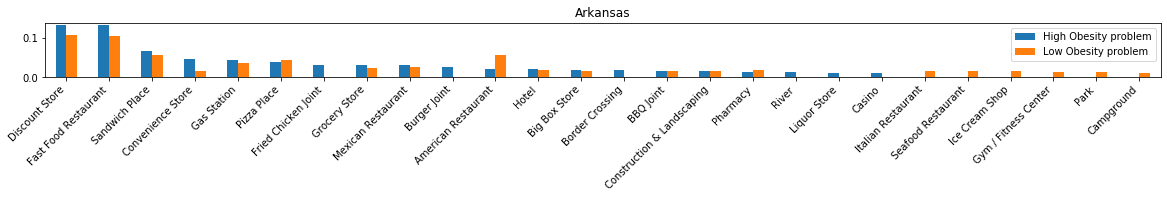 Arkansas
0.1
0.0
High Obesity problem
Low Obesity problem
Discount Store
Fast Food Restaurant
Sandwich Place
Convenience Store
Gas Station
Pizza Place
Fried Chicken Joint
Grocery Store
Mexican Restaurant
Burger Joint
American Restaurant
Hotel
Big Box Store
Border Crossing
BBQ Joint
Construction & Landscaping
Pharmacy
River
Liquor Store
Casino
Italian Restaurant
Seafood Restaurant
Ice Cream Shop
Gym / Fitness Center
Park
Campground